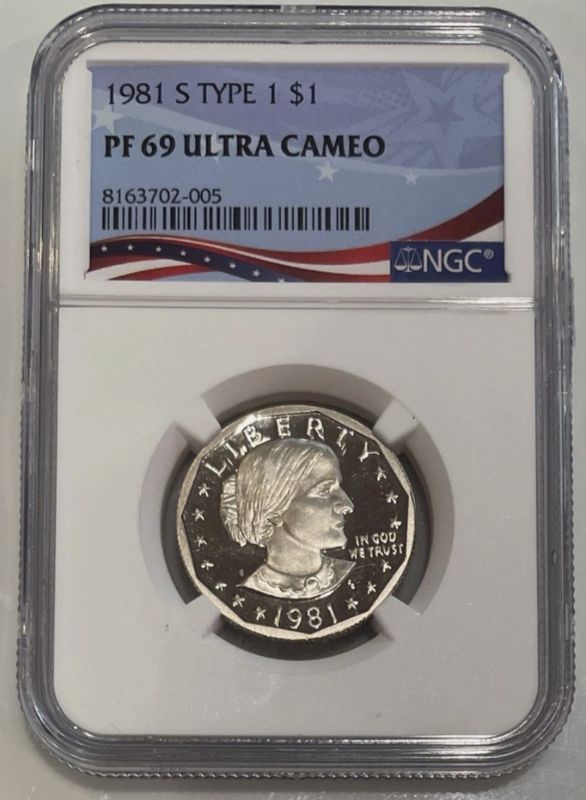 1981 S TYPE 1 $1
PF 69 ULTRA CAMEO
8163702-005
NGC®
LIBERTY
IN GOD
WE TRUST
S
1981